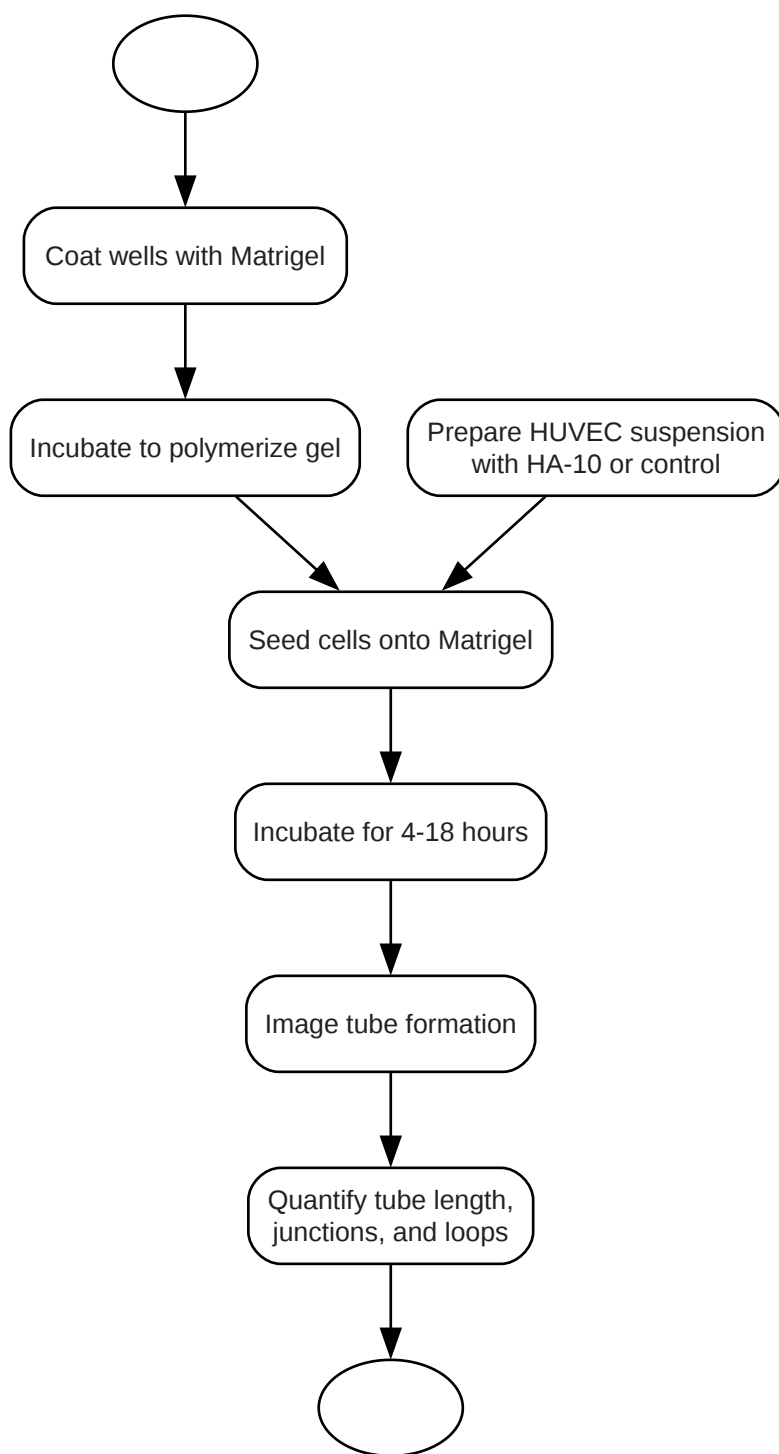 Coat wells with Matrigel
Incubate to polymerize gel
Prepare HUVEC suspension
with HA-10 or control
Seed cells onto Matrigel
Incubate for 4-18 hours
Image tube formation
Quantify tube length,
junctions, and loops